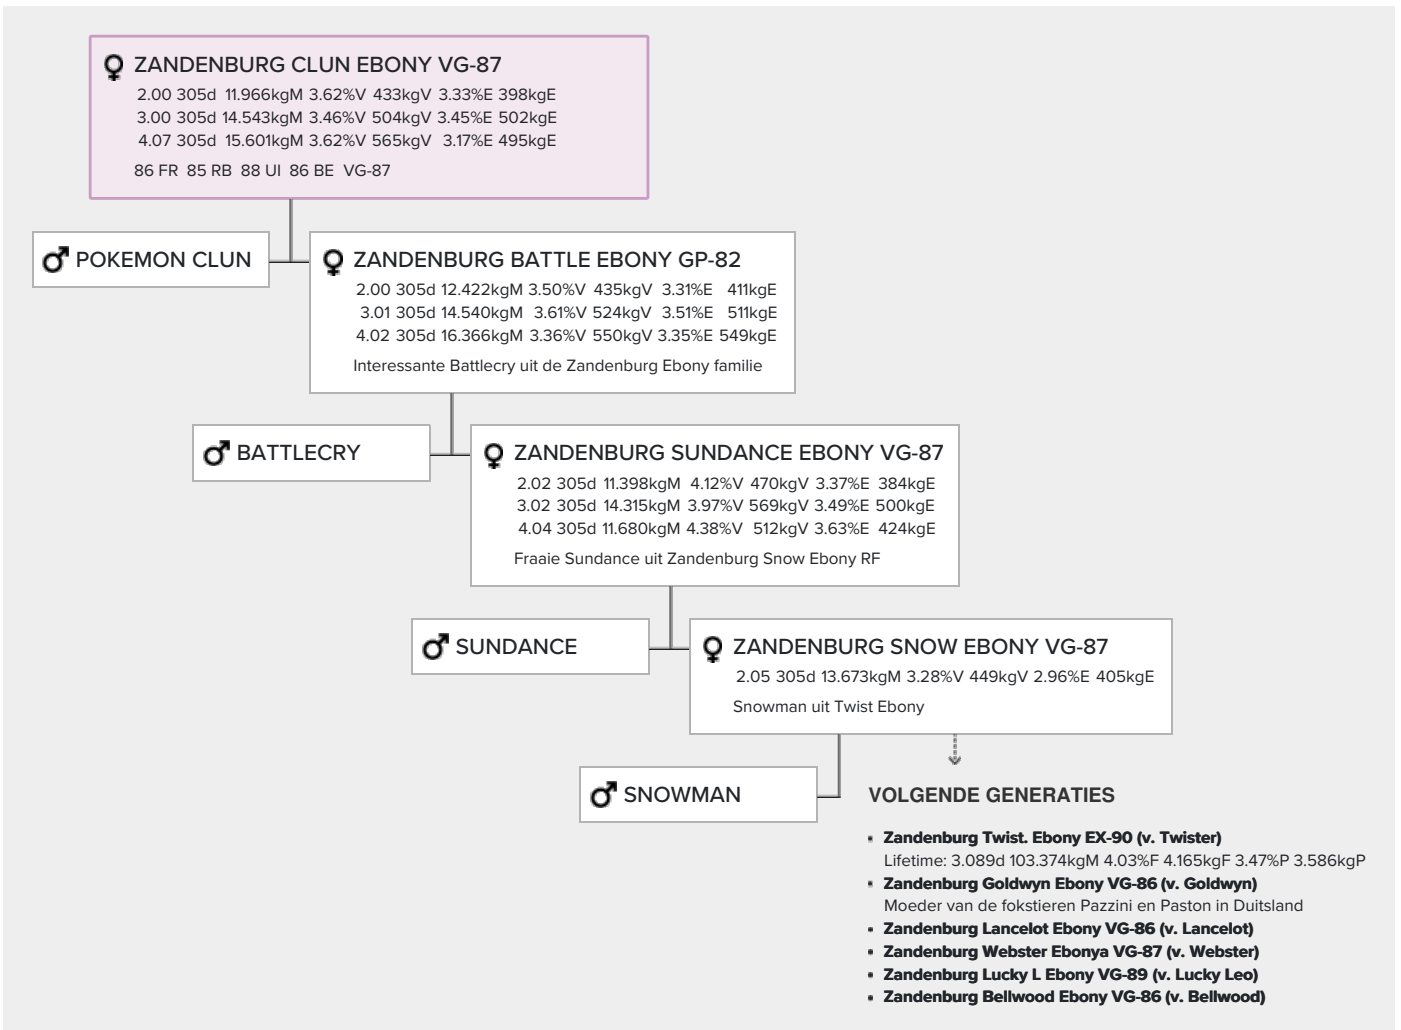 ZANDENBURG CLUN EBONY VG-87
2.00 305d 11.966kgM 3.62%V 433kgV 3.33%E 398kgE
3.00 305d 14.543kgM 3.46%V 504kgV 3.45%E 502kgE
4.07 305d 15.601kgM 3.62%V 565kgV 3.17%E 495kgE
86 FR 85 RB 88 UI 86 BE VG-87
POKEMON CLUN
ZANDENBURG BATTLE EBONY GP-82
2.00 305d 12.422kgM 3.50%V 435kgV 3.31%E 411kgE
3.01 305d 14.540kgM 3.61%V 524kgV 3.51%E 511kgE
4.02 305d 16.366kgM 3.36%V 550kgV 3.35%E 549kgE
Interessante Battlecry uit de Zandenburg Ebony familie
BATTLECRY
ZANDENBURG SUNDANCE EBONY VG-87
2.02 305d 11.398kgM 4.12%V 470kgV 3.37%E 384kgE
3.02 305d 14.315kgM 3.97%V 569kgV 3.49%E 500kgE
4.04 305d 11.680kgM 4.38%V 512kgV 3.63%E 424kgE
Fraaie Sundance uit Zandenburg Snow Ebony RF
SUNDANCE
ZANDENBURG SNOW EBONY VG-87
2.05 305d 13.673kgM 3.28%V 449kgV 2.96%E 405kgE
Snowman uit Twist Ebony
SNOWMAN
VOLGENDE GENERATIES
Zandenburg Twist. Ebony EX-90 (v. Twister)
Lifetime: 3.089d 103.374kgM 4.03%F 4.165kgF 3.47%P 3.586kgP
Zandenburg Goldwyn Ebony VG-86 (v. Goldwyn)
Moeder van de fokstieren Pazzini en Paston in Duitsland
Zandenburg Lancelot Ebony VG-86 (v. Lancelot)
Zandenburg Webster Ebonya VG-87 (v. Webster)
Zandenburg Lucky L Ebony VG-89 (v. Lucky Leo)
Zandenburg Bellwood Ebony VG-86 (v. Bellwood)